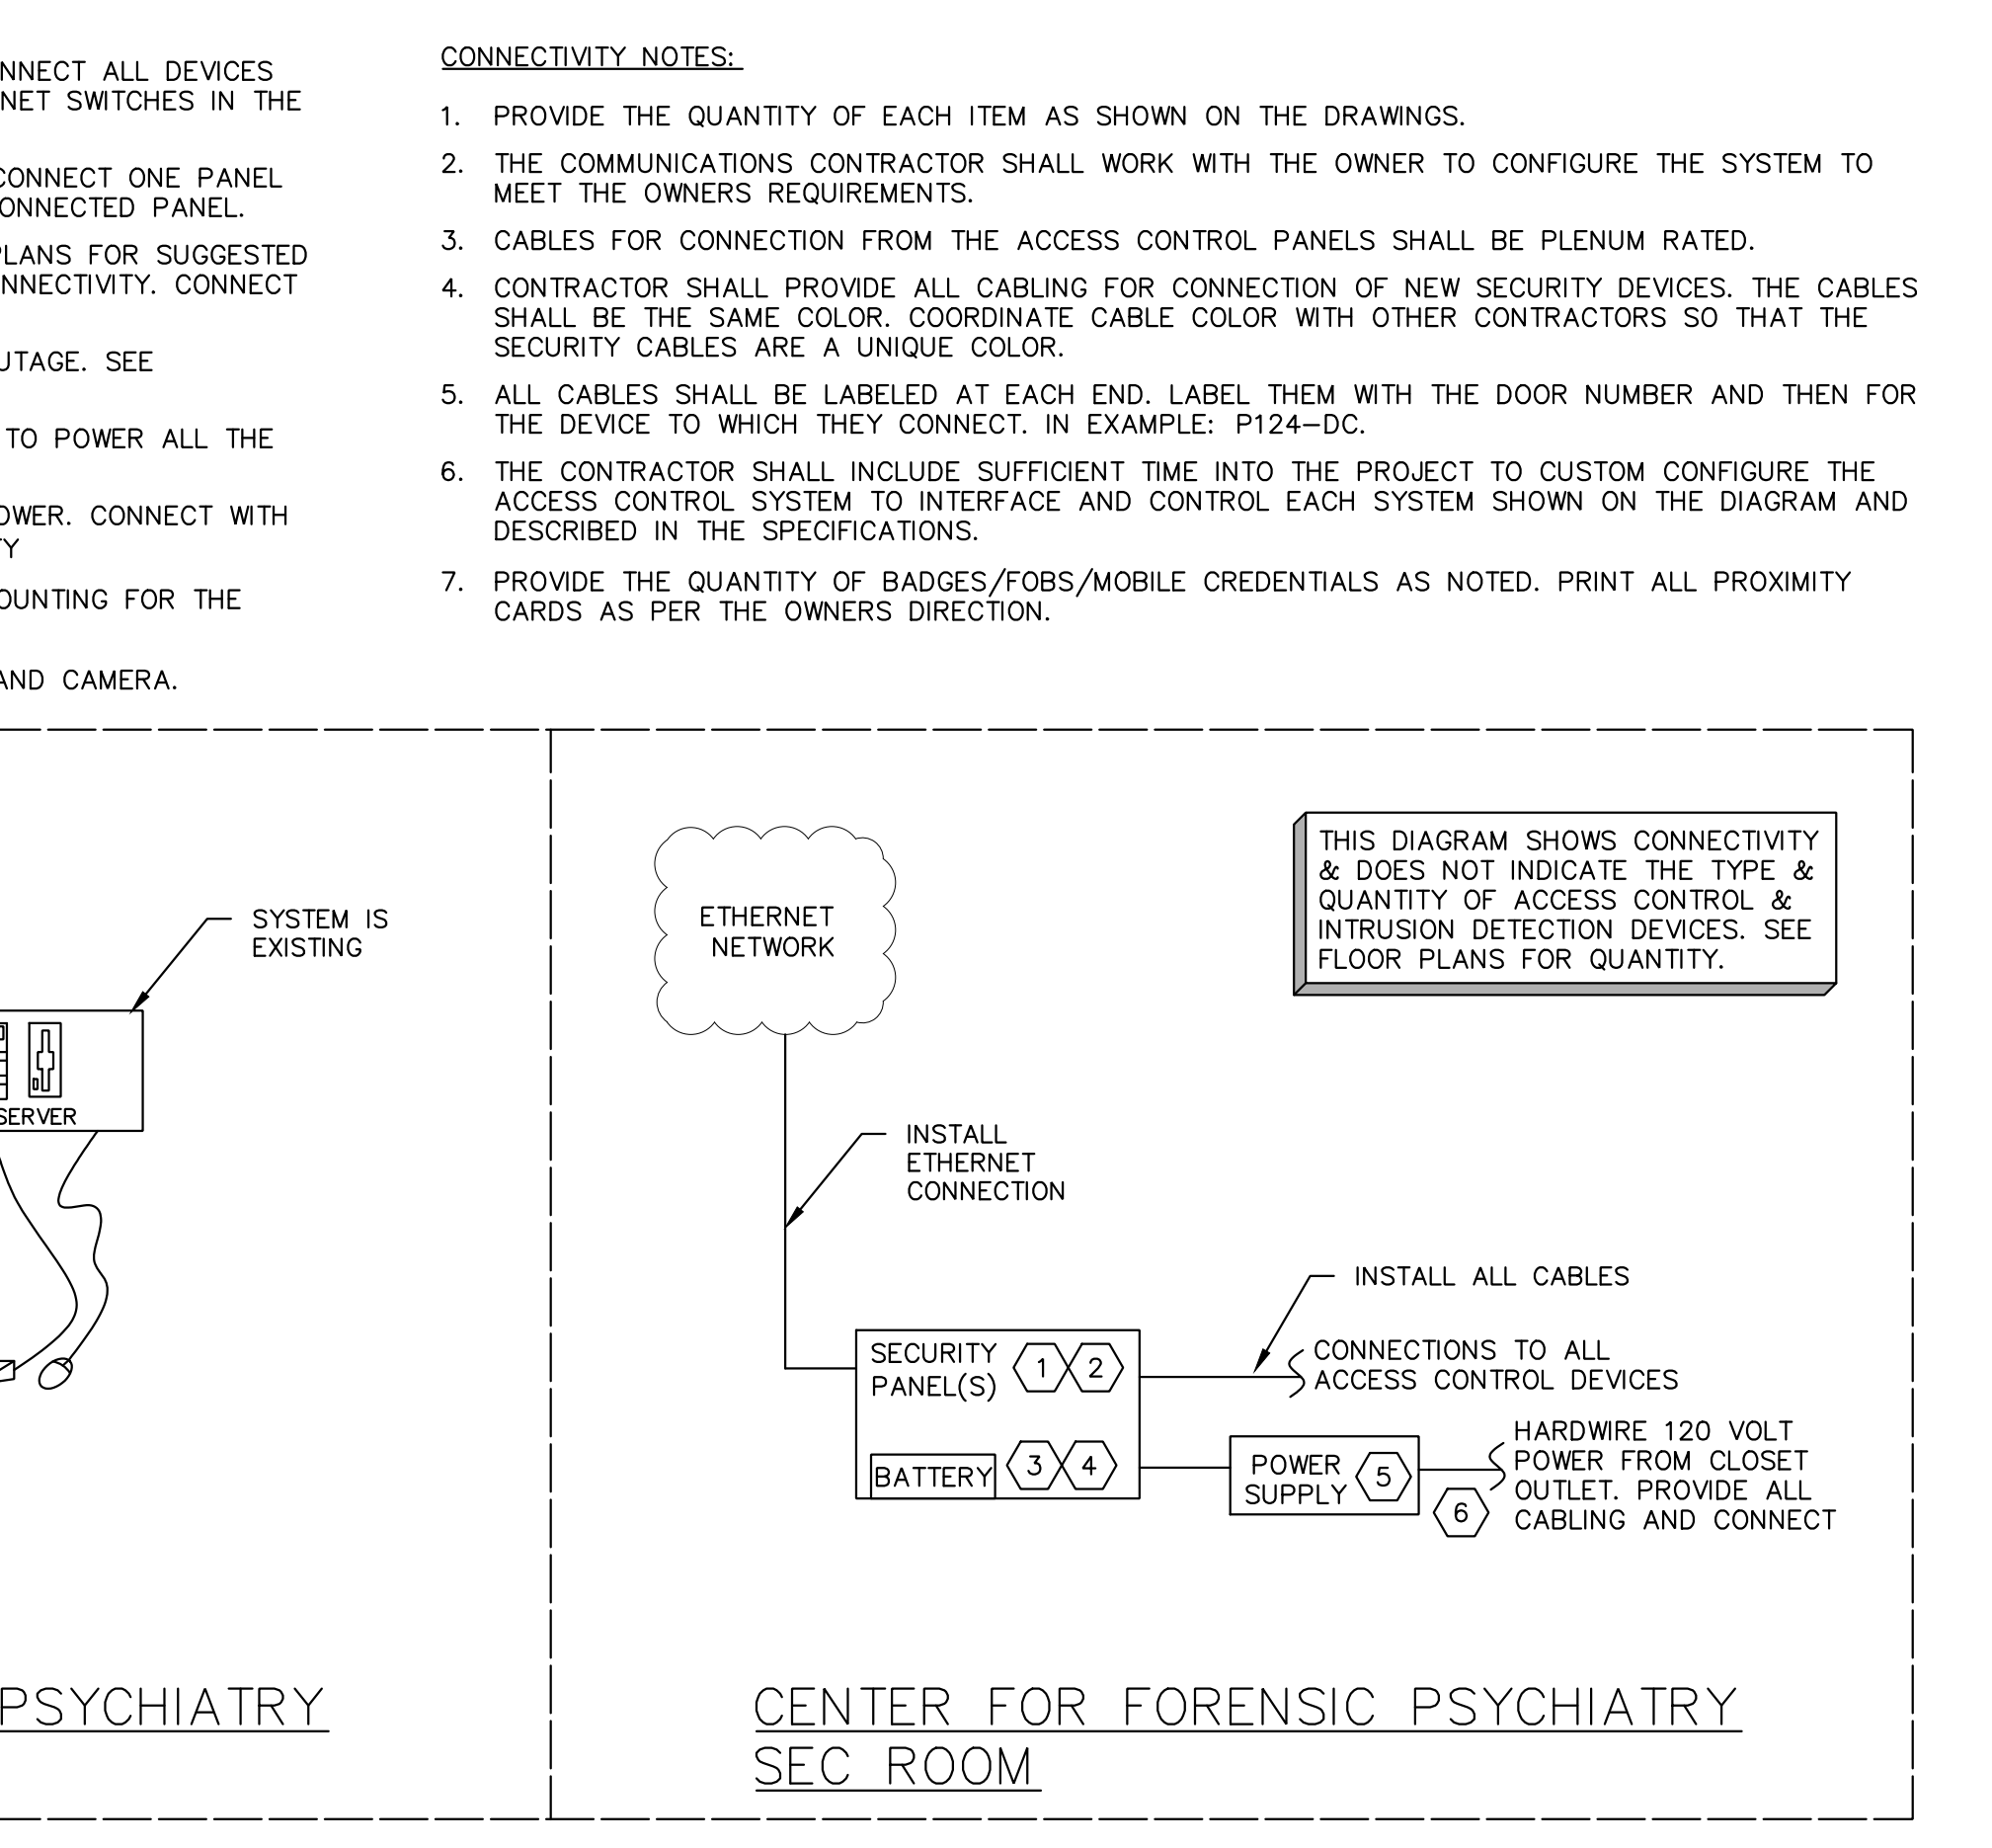 NNECT ALL DEVICES
NET SWITCHES IN THE
CONNECT ONE PANEL
ONNECTED PANEL.
PLANS FOR SUGGESTED
NNECTIVITY. CONNECT
UTAGE. SEE
TO POWER ALL THE
OWER. CONNECT WITH
TY
OUNTING FOR THE
AND CAMERA.
CONNECTIVITY NOTES:
1. PROVIDE THE QUANTITY OF EACH ITEM AS SHOWN ON THE DRAWINGS.
2. THE COMMUNICATIONS CONTRACTOR SHALL WORK WITH THE OWNER TO CONFIGURE THE SYSTEM TO
MEET THE OWNERS REQUIREMENTS.
3. CABLES FOR CONNECTION FROM THE ACCESS CONTROL PANELS SHALL BE PLENUM RATED.
4. CONTRACTOR SHALL PROVIDE ALL CABLING FOR CONNECTION OF NEW SECURITY DEVICES. THE CABLES
SHALL BE THE SAME COLOR. COORDINATE CABLE COLOR WITH OTHER CONTRACTORS SO THAT THE
SECURITY CABLES ARE A UNIQUE COLOR.
5. ALL CABLES SHALL BE LABELED AT EACH END. LABEL THEM WITH THE DOOR NUMBER AND THEN FOR
THE DEVICE TO WHICH THEY CONNECT. IN EXAMPLE: P124-DC.
6. THE CONTRACTOR SHALL INCLUDE SUFFICIENT TIME INTO THE PROJECT TO CUSTOM CONFIGURE THE
ACCESS CONTROL SYSTEM TO INTERFACE AND CONTROL EACH SYSTEM SHOWN ON THE DIAGRAM AND
DESCRIBED IN THE SPECIFICATIONS.
7. PROVIDE THE QUANTITY OF BADGES/FOBS/MOBILE CREDENTIALS AS NOTED. PRINT ALL PROXIMITY
CARDS AS PER THE OWNERS DIRECTION.
SYSTEM IS
EXISTING
SERVER
PSYCHIATRY
ETHERNET
NETWORK
THIS DIAGRAM SHOWS CONNECTIVITY
& DOES NOT INDICATE THE TYPE &
QUANTITY OF ACCESS CONTROL &
INTRUSION DETECTION DEVICES. SEE
FLOOR PLANS FOR QUANTITY.
INSTALL
ETHERNET
CONNECTION
INSTALL ALL CABLES
SECURITY
PANEL(S)
1 2
CONNECTIONS TO ALL
ACCESS CONTROL DEVICES
BATTERY
3 4
POWER
SUPPLY
5
6
HARDWIRE 120 VOLT
POWER FROM CLOSET
OUTLET. PROVIDE ALL
CABLING AND CONNECT
CENTER FOR FORENSIC PSYCHIATRY
SEC ROOM